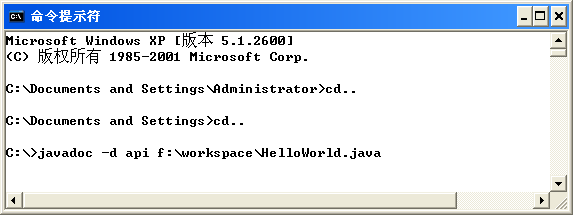 命令提示符
Microsoft Windows XP [版本 5.1.2600]
(C) 版权所有 1985-2001 Microsoft Corp.
C:\Documents and Settings\Administrator>cd..
C:\Documents and Settings>cd..
C:\>javadoc -d api f:\workspace\HelloWorld.java